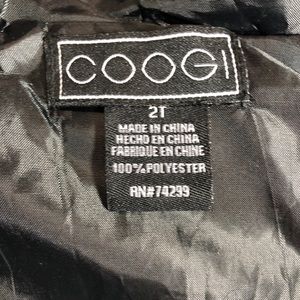 COOGI
2T
MADE IN CHINA
HECHO EN CHINA
FABRIQUE EN CHINE
100% POLYESTER
RN#74299